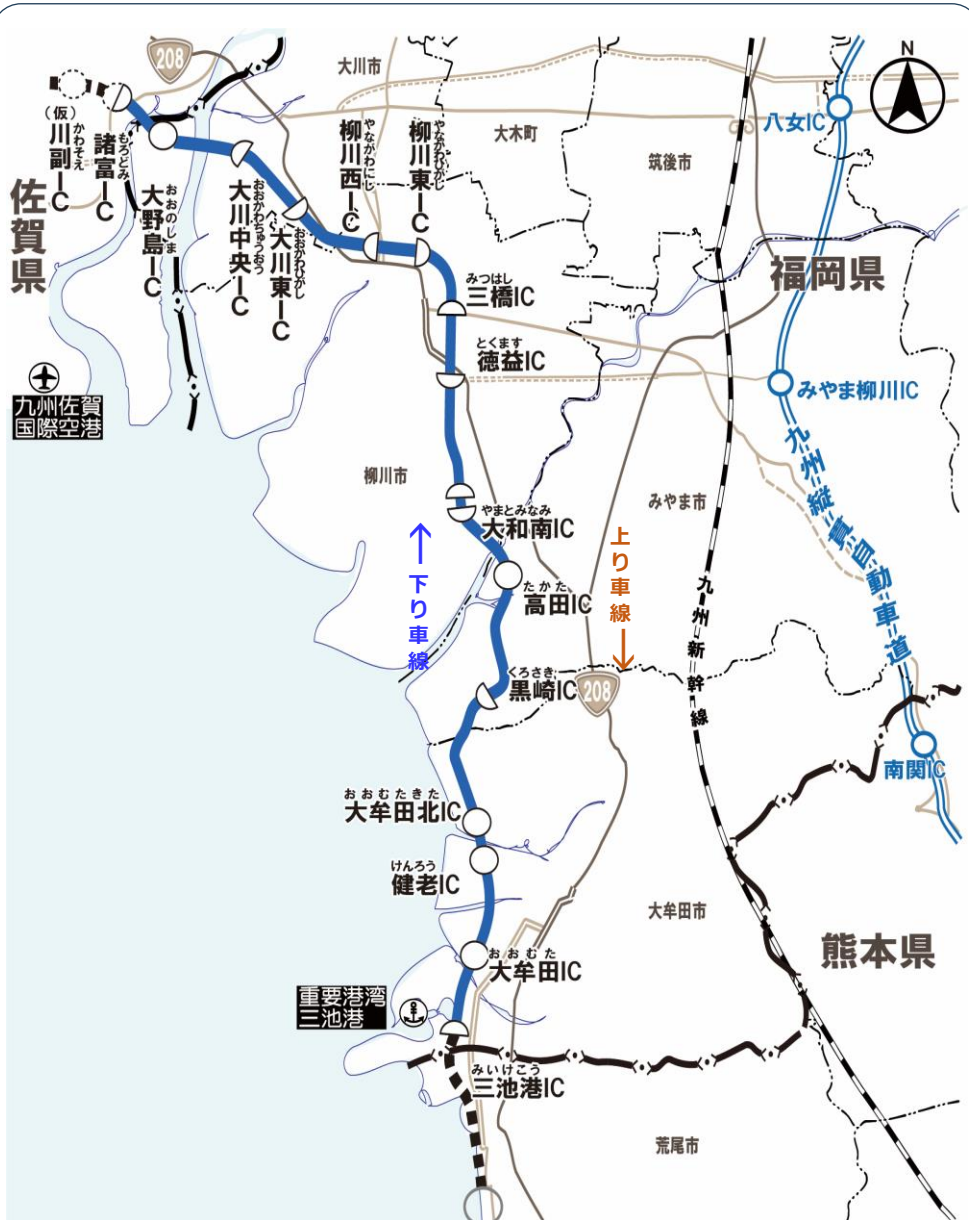 N
208
大川市
大木町
筑後市
八女IC
(仮)
かわそえ
川副IC
もろどみ
諸富IC
おおのしま
大野島IC
おおかわちゅうおう
大川中央IC
おおかわひがし
大川東IC
やながわにし
柳川西IC
やながわひがし
柳川東IC
佐賀県
福岡県
みつはし
三橋IC
とくます
徳益IC
みやま柳川IC
九州佐賀
国際空港
柳川市
みやま市
やまとみなみ
大和南IC
九州縦貫自動車道
↑下り車線
上り車線↓
九州新幹線
たかた
高田IC
くろさき
黒崎IC
208
南関IC
おおむたきた
大牟田北IC
けんろう
健老IC
大牟田市
熊本県
おおむた
大牟田IC
重要港湾
三池港
みいけこう
三池港IC
荒尾市